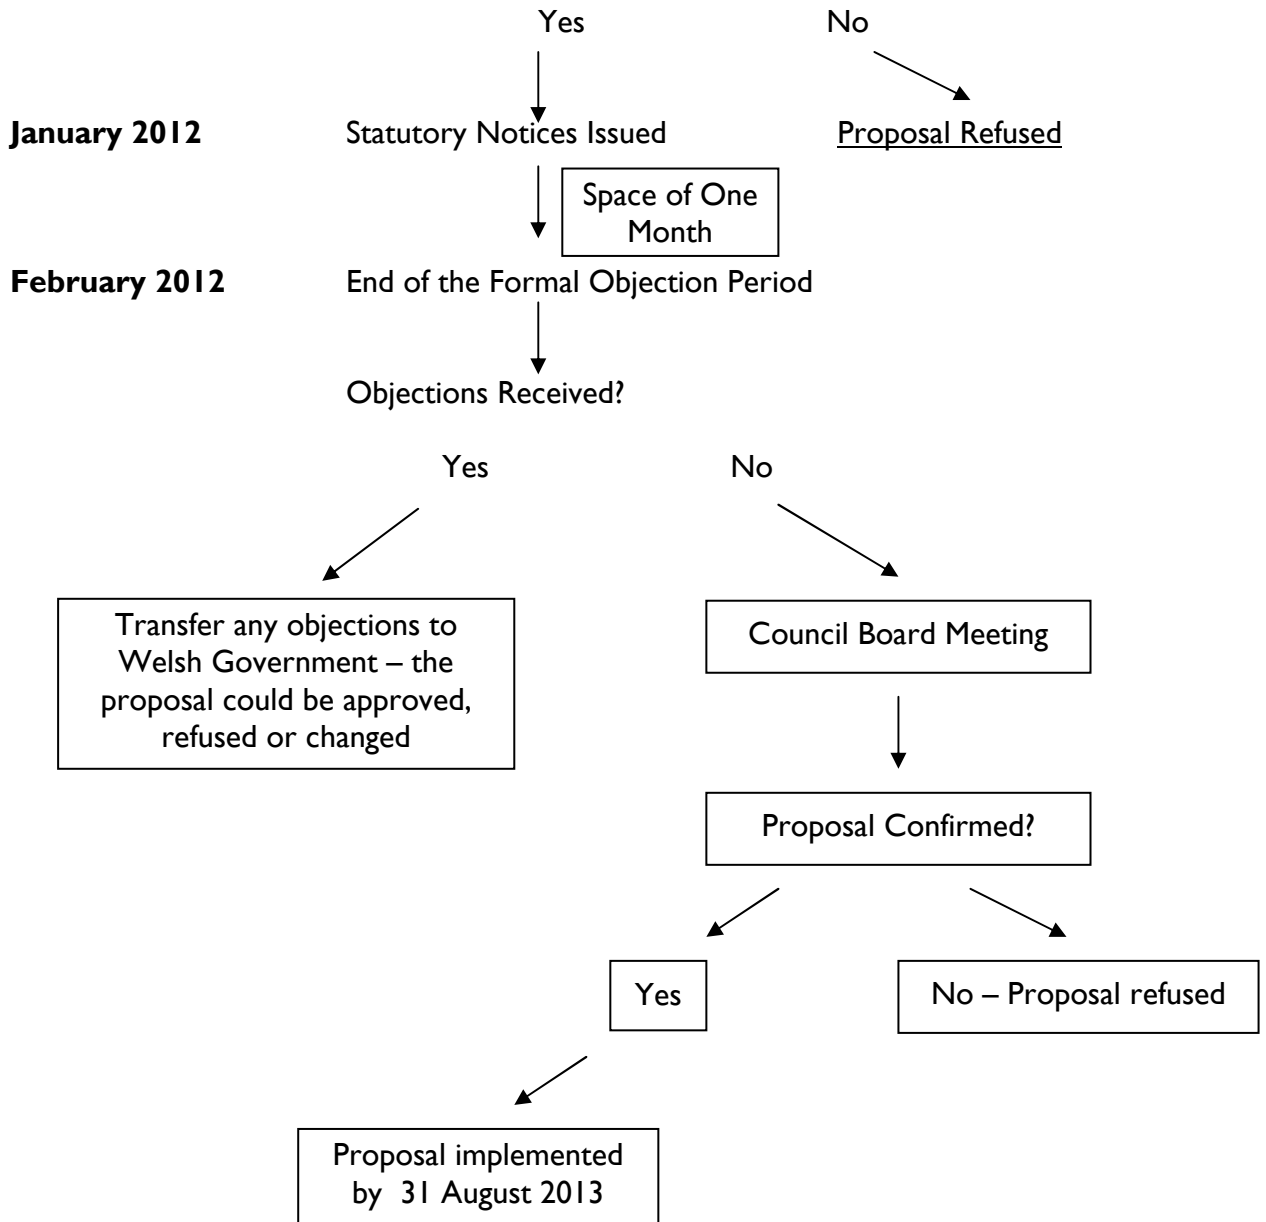 Yes No
January 2012 Statutory Notices Issued Proposal Refused
Space of One
Month
February 2012 End of the Formal Objection Period
Objections Received?
Yes No
Transfer any objections to
Welsh Government – the
proposal could be approved,
refused or changed
Council Board Meeting
Proposal Confirmed?
Yes
No – Proposal refused
Proposal implemented
by 31 August 2013